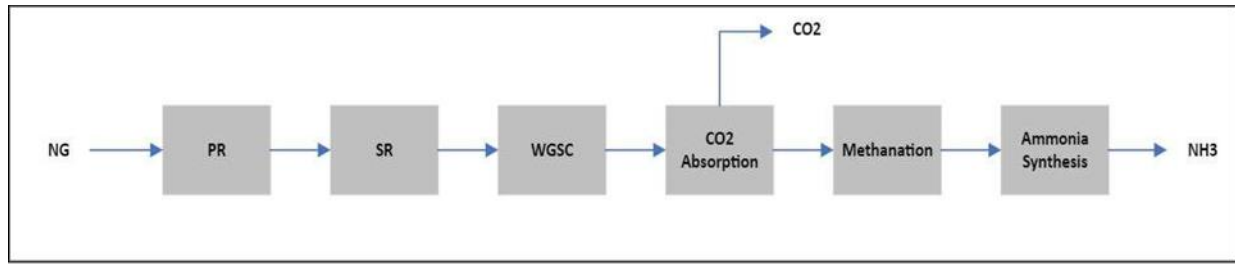 CO2
NG
PR
SR
WGSC
CO2
Absorption
Methanation
Ammonia
Synthesis
NH3